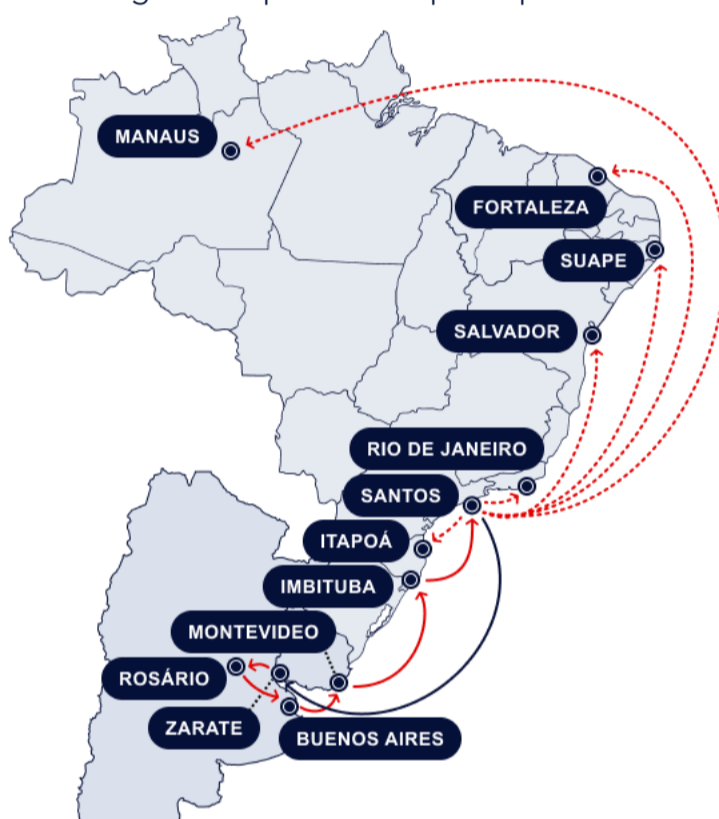 MANAUS
FORTALEZA
SUAPE
SALVADOR
RIO DE JANEIRO
SANTOS
ITAPOÁ
IMBITUBA
MONTEVIDEO
ROSÁRIO
ZARATE
BUENOS AIRES